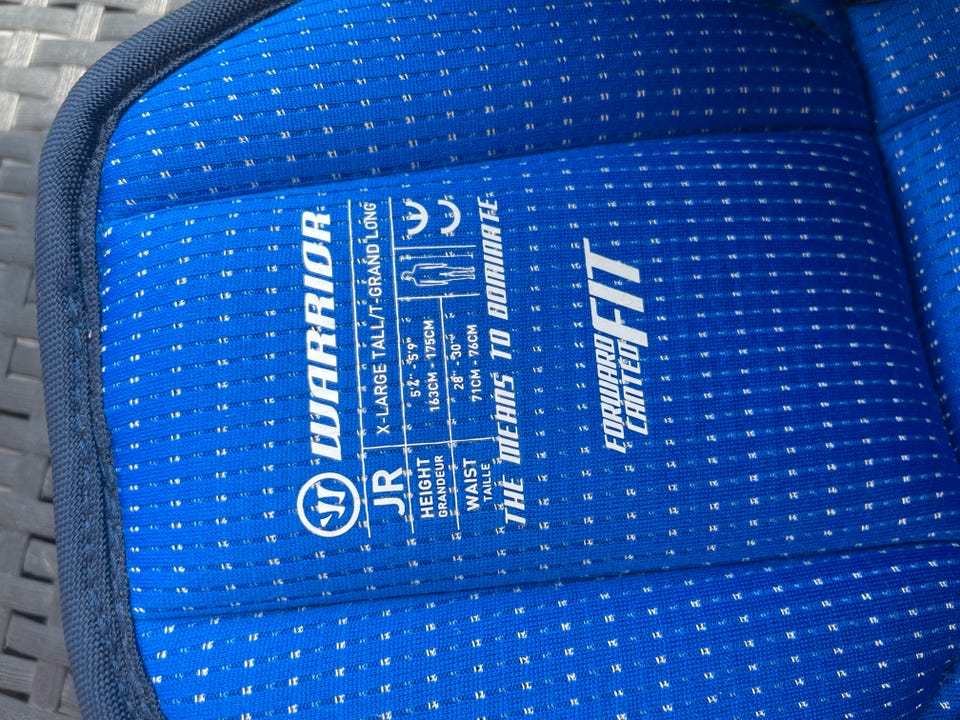 WARRIOR
JR X-LARGE TALL/T-GRAND LONG
HEIGHT
GRANDEUR
5'4" - 5'9"
163CM - 175CM
WAIST
TAILLE
28" - 30"
71CM - 76CM
THE MEANS TO DOMINATE
FORWARD
CANTED
FIT